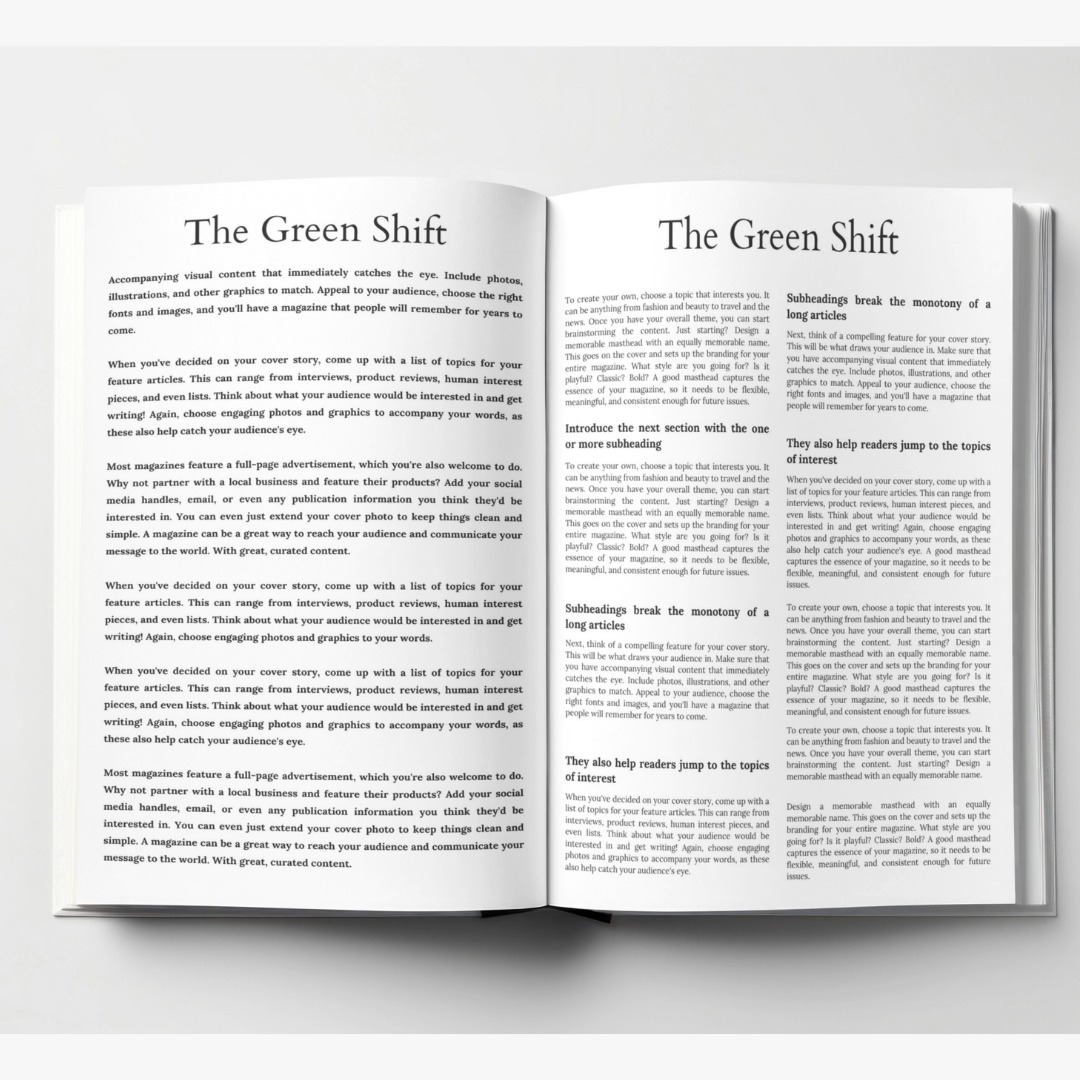 The Green Shift
Accompanying visual content that immediately catches the eye. Include photos,
illustrations, and other graphics to match. Appeal to your audience, choose the right
fonts and images, and you'll have a magazine that people will remember for years to
come.
When you've decided on your cover story, come up with a list of topics for your
feature articles. This can range from interviews, product reviews, human interest
pieces, and even lists. Think about what your audience would be interested in and get
writing! Again, choose engaging photos and graphics to accompany your words, as
these also help catch your audience's eye.
Most magazines feature a full-page advertisement, which you're also welcome to do.
Why not partner with a local business and feature their products? Add your social
media handles, email, or even any publication information you think they'd be
interested in. You can even just extend your cover photo to keep things clean and
simple. A magazine can be a great way to reach your audience and communicate your
message to the world. With great, curated content.
When you've decided on your cover story, come up with a list of topics for your
feature articles. This can range from interviews, product reviews, human interest
pieces, and even lists. Think about what your audience would be interested in and get
writing! Again, choose engaging photos and graphics to your words.
When you've decided on your cover story, come up with a list of topics for your
feature articles. This can range from interviews, product reviews, human interest
pieces, and even lists. Think about what your audience would be interested in and get
writing! Again, choose engaging photos and graphics to accompany your words, as
these also help catch your audience's eye.
Most magazines feature a full-page advertisement, which you're also welcome to do.
Why not partner with a local business and feature their products? Add your social
media handles, email, or even any publication information you think they'd be
interested in. You can even just extend your cover photo to keep things clean and
simple. A magazine can be a great way to reach your audience and communicate your
message to the world. With great, curated content.
The Green Shift
To create your own, choose a topic that interests you. It
can be anything from fashion and beauty to travel and the
news. Once you have your overall theme, you can start
brainstorming the content. Just starting? Design a
memorable masthead with an equally memorable name.
This goes on the cover and sets up the branding for your
entire magazine. What style are you going for? Is it
playful? Classic? Bold? A good masthead captures the
essence of your magazine, so it needs to be flexible,
meaningful, and consistent enough for future issues.
Introduce the next section with the one
or more subheading
To create your own, choose a topic that interests you. It
can be anything from fashion and beauty to travel and the
news. Once you have your overall theme, you can start
brainstorming the content. Just starting? Design a
memorable masthead with an equally memorable name.
This goes on the cover and sets up the branding for your
entire magazine. What style are you going for? Is it
playful? Classic? Bold? A good masthead captures the
essence of your magazine, so it needs to be flexible,
meaningful, and consistent enough for future issues.
Subheadings break the monotony of a
long articles
Next, think of a compelling feature for your cover story.
This will be what draws your audience in. Make sure that
you have accompanying visual content that immediately
catches the eye. Include photos, illustrations, and other
graphics to match. Appeal to your audience, choose the
right fonts and images, and you'll have a magazine that
people will remember for years to come.
They also help readers jump to the topics
of interest
When you've decided on your cover story, come up with a
list of topics for your feature articles. This can range from
interviews, product reviews, human interest pieces, and
even lists. Think about what your audience would be
interested in and get writing! Again, choose engaging
photos and graphics to accompany your words, as these
also help catch your audience's eye.
Subheadings break the monotony of a
long articles
Next, think of a compelling feature for your cover story.
This will be what draws your audience in. Make sure that
you have accompanying visual content that immediately
catches the eye. Include photos, illustrations, and other
graphics to match. Appeal to your audience, choose the
right fonts and images, and you'll have a magazine that
people will remember for years to come.
They also help readers jump to the topics
of interest
When you've decided on your cover story, come up with a
list of topics for your feature articles. This can range from
interviews, product reviews, human interest pieces, and
even lists. Think about what your audience would be
interested in and get writing! Again, choose engaging
photos and graphics to accompany your words, as these
also help catch your audience's eye. A good masthead
captures the essence of your magazine, so it needs to be
flexible, meaningful, and consistent enough for future
issues.
To create your own, choose a topic that interests you. It
can be anything from fashion and beauty to travel and the
news. Once you have your overall theme, you can start
brainstorming the content. Just starting? Design a
memorable masthead with an equally memorable name.
This goes on the cover and sets up the branding for your
entire magazine. What style are you going for? Is it
playful? Classic? Bold? A good masthead captures the
essence of your magazine, so it needs to be flexible,
meaningful, and consistent enough for future issues.
To create your own, choose a topic that interests you. It
can be anything from fashion and beauty to travel and the
news. Once you have your overall theme, you can start
brainstorming the content. Just starting? Design a
memorable masthead with an equally memorable name.
Design a memorable masthead with an equally
memorable name. This goes on the cover and sets up the
branding for your entire magazine. What style are you
going for? Is it playful? Classic? Bold? A good masthead
captures the essence of your magazine, so it needs to be
flexible, meaningful, and consistent enough for future
issues.